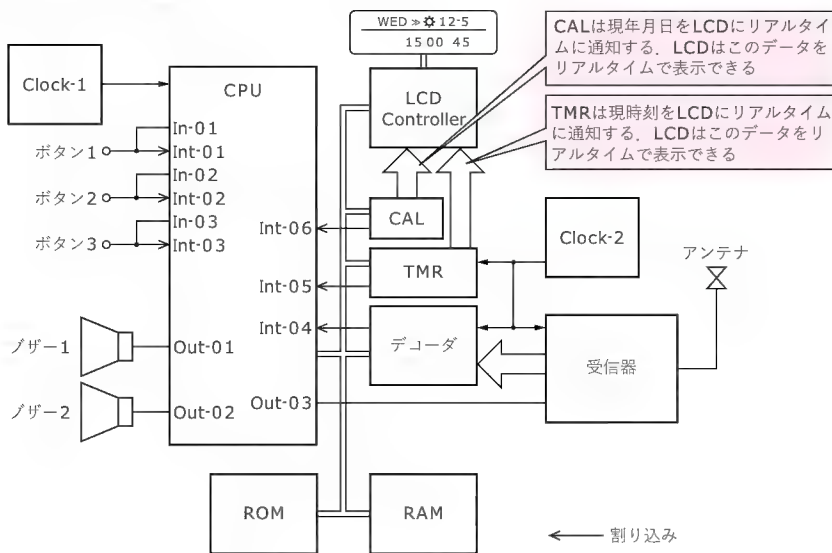 WED ≫ ☼ 12-5
15 00 45
CALは現年月日をLCDにリアルタイ
ムに通知する．LCDはこのデータを
リアルタイムで表示できる
TMRは現時刻をLCDにリアルタイム
に通知する．LCDはこのデータをリ
アルタイムで表示できる
Clock-1
CPU
LCD
Controller
In-01
ボタン1
Int-01
In-02
ボタン2
Int-02
In-03
ボタン3
Int-03
Int-06
CAL
Clock-2
アンテナ
TMR
Int-05
Int-04
デコーダ
受信器
ブザー1
Out-01
ブザー2
Out-02
Out-03
ROM
RAM
割り込み